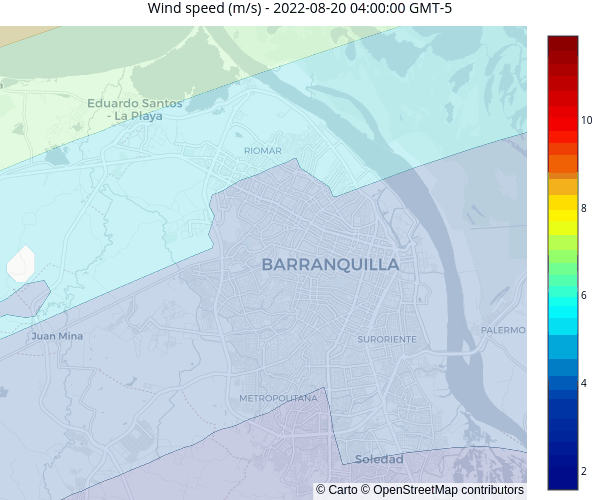 Wind speed (m/s) - 2022-08-20 04:00:00 GMT-5
Eduardo Santos
- La Playa
RIOMAR
BARRANQUILLA
Juan Mina
SURORIENTE
PALERMO
METROPOLITANA
Soledad
© Carto © OpenStreetMap contributors
10
8
6
4
2